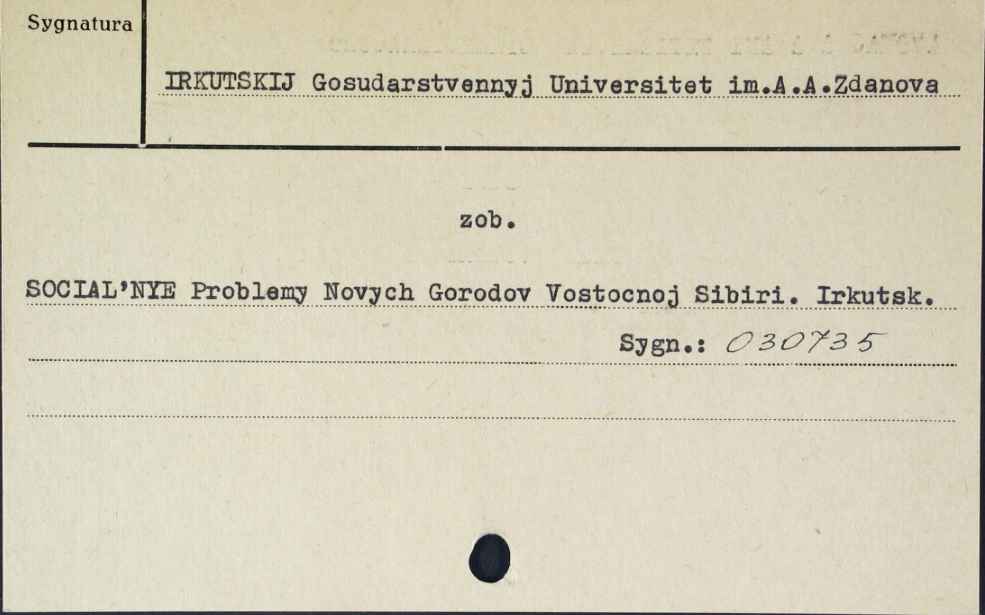 Sygnatura
IRKUTSKIJ Gosudarstvennyj Universitet im.A.A.Zdanova
zob.
SOCIAL'NYE Problemy Novych Gorodov Vostocnoj Sibiri. Irkutsk.
Sygn.: 030735